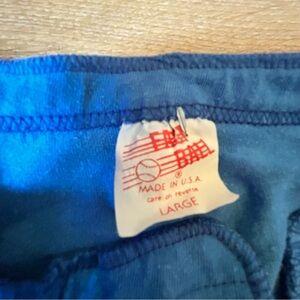 BALL
®
MADE IN U.S.A.
care on reverse
LARGE